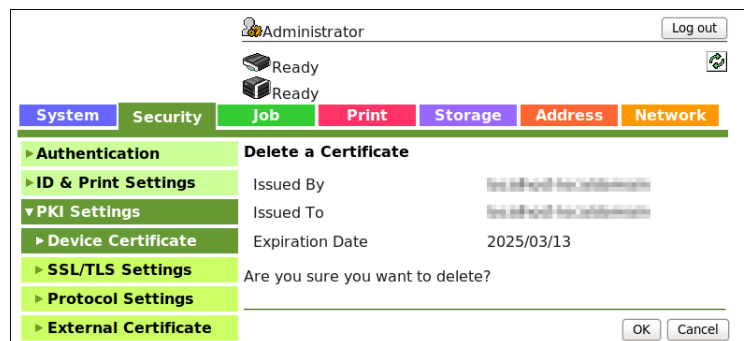 Administrator
Log out
Ready
Ready
System Security Job Print Storage Address Network
Authentication
ID & Print Settings
PKI Settings
Device Certificate
SSL/TLS Settings
Protocol Settings
External Certificate
Delete a Certificate
Issued By
Issued To
Expiration Date 2025/03/13
Are you sure you want to delete?
OK Cancel